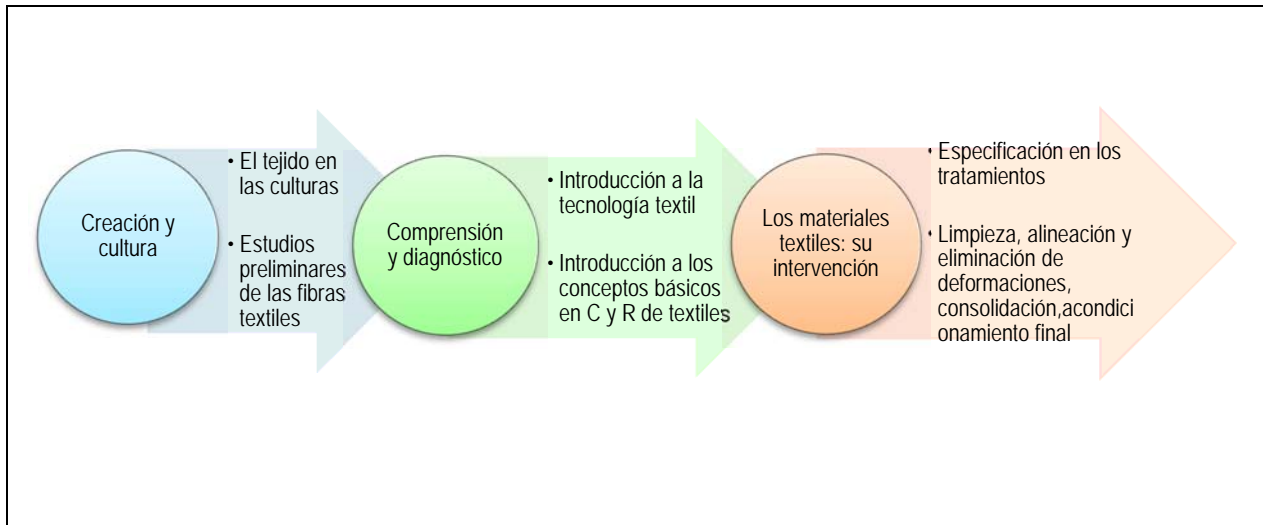 Creación y
cultura
• El tejido en
las culturas
• Estudios
preliminares
de las fibras
textiles
Comprensión
y diagnóstico
• Introducción a la
tecnología textil
• Introducción a los
conceptos básicos
en C y R de textiles
Los materiales
textiles: su
intervención
• Especificación en los
tratamientos
• Limpieza, alineación y
eliminación de
deformaciones,
consolidación,acondici
onamiento final